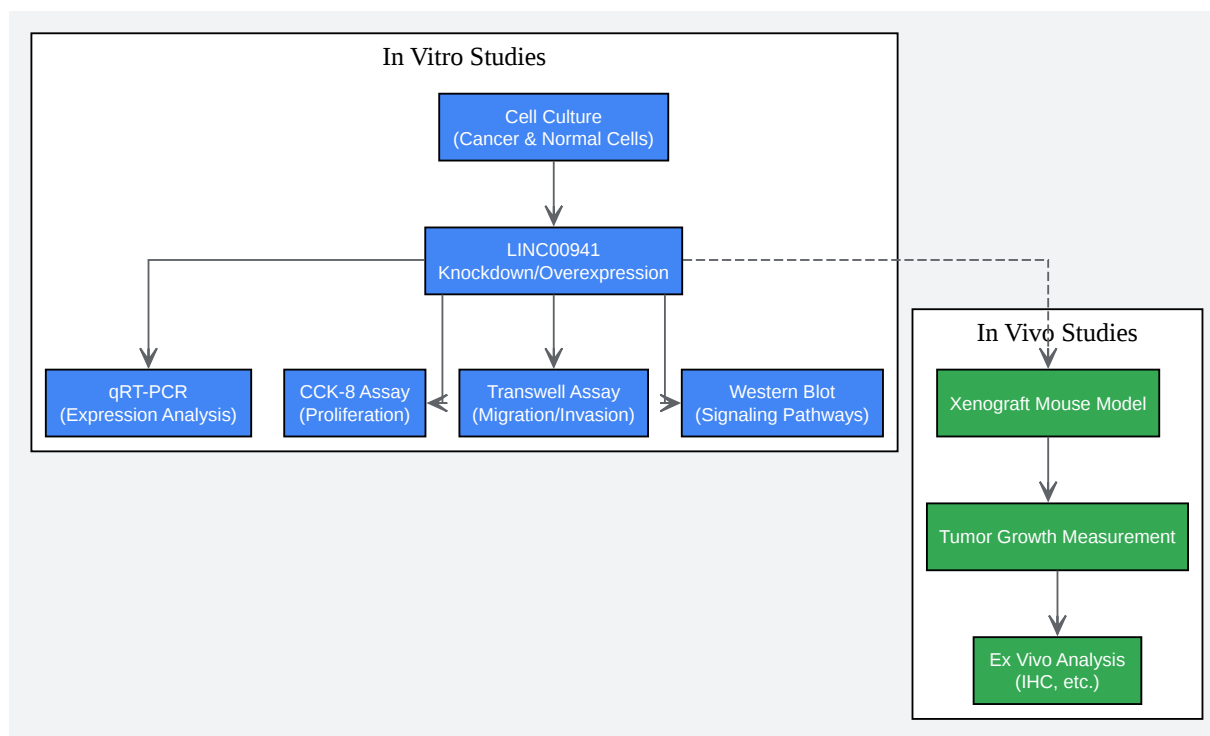 In Vitro Studies
Cell Culture
(Cancer & Normal Cells)
LINC00941
Knockdown/Overexpression
qRT-PCR
(Expression Analysis)
CCK-8 Assay
(Proliferation)
Transwell Assay
(Migration/Invasion)
Western Blot
(Signaling Pathways)
In Vivo Studies
Xenograft Mouse Model
Tumor Growth Measurement
Ex Vivo Analysis
(IHC, etc.)